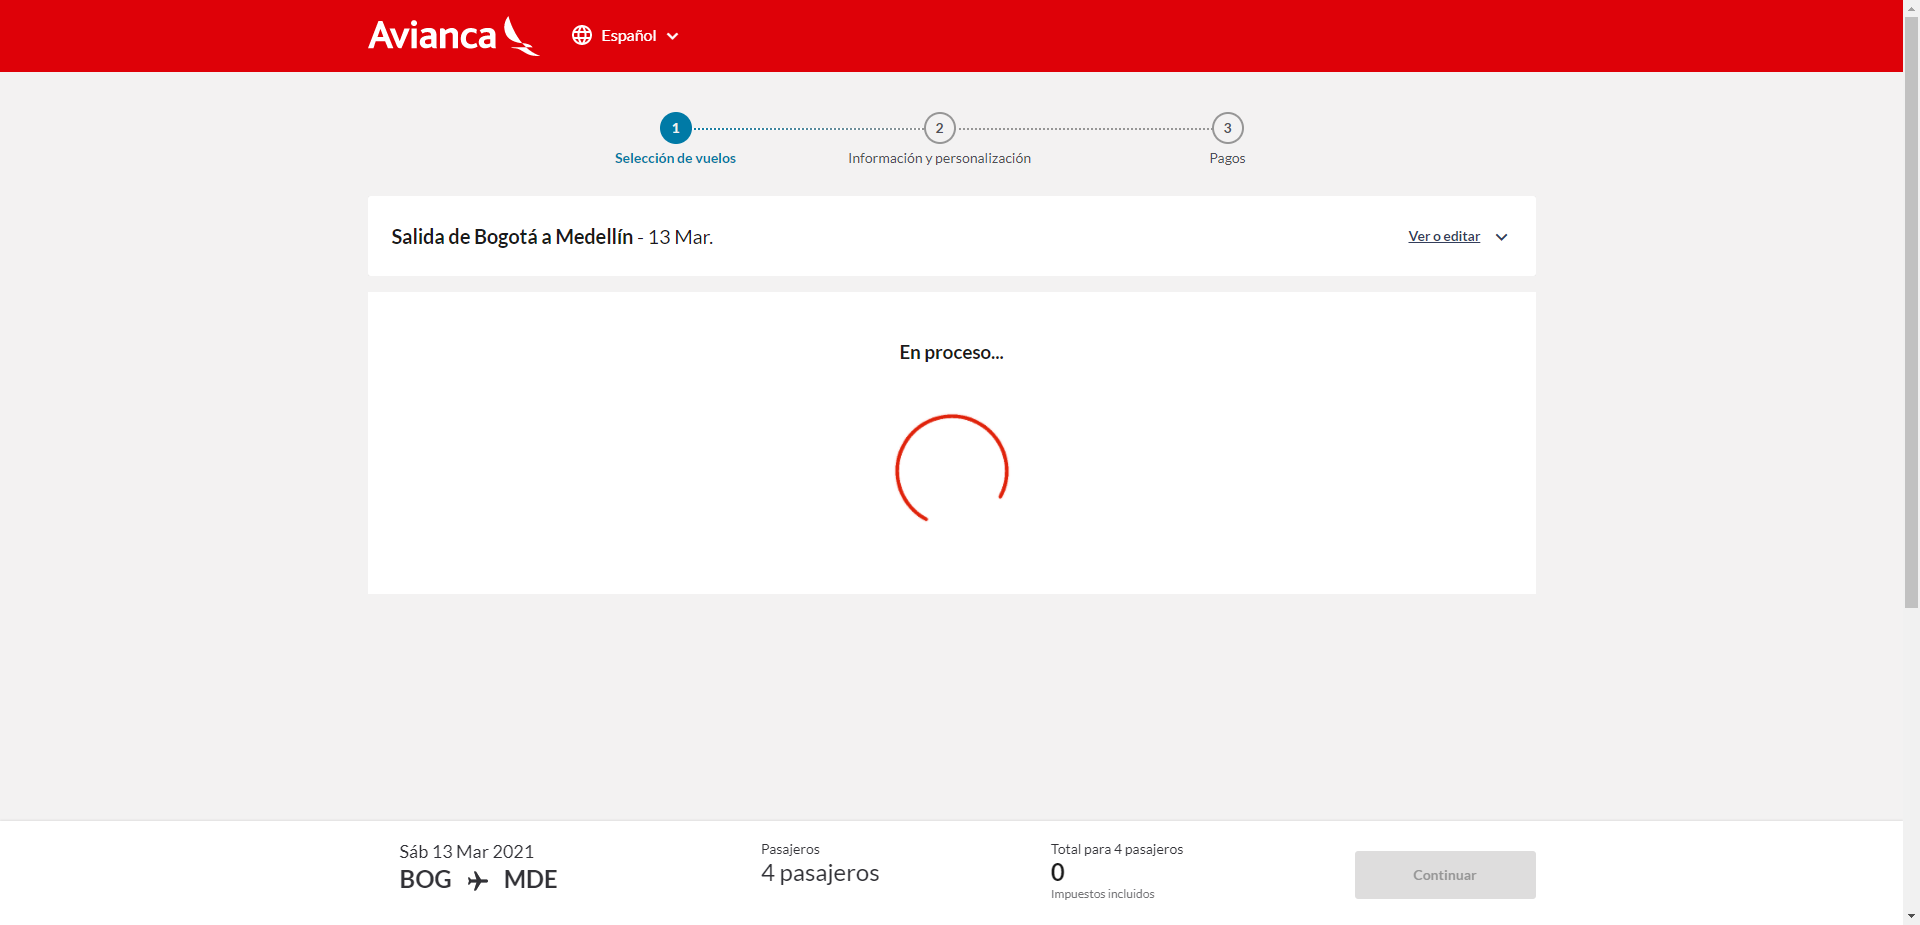 Avianca
Español
1
2
3
Selección de vuelos
Información y personalización
Pagos
Salida de Bogotá a Medellín - 13 Mar.
Ver o editar
En proceso...
Sáb 13 Mar 2021
BOG MDE
Pasajeros
4 pasajeros
Total para 4 pasajeros
0
Impuestos incluidos
Continuar